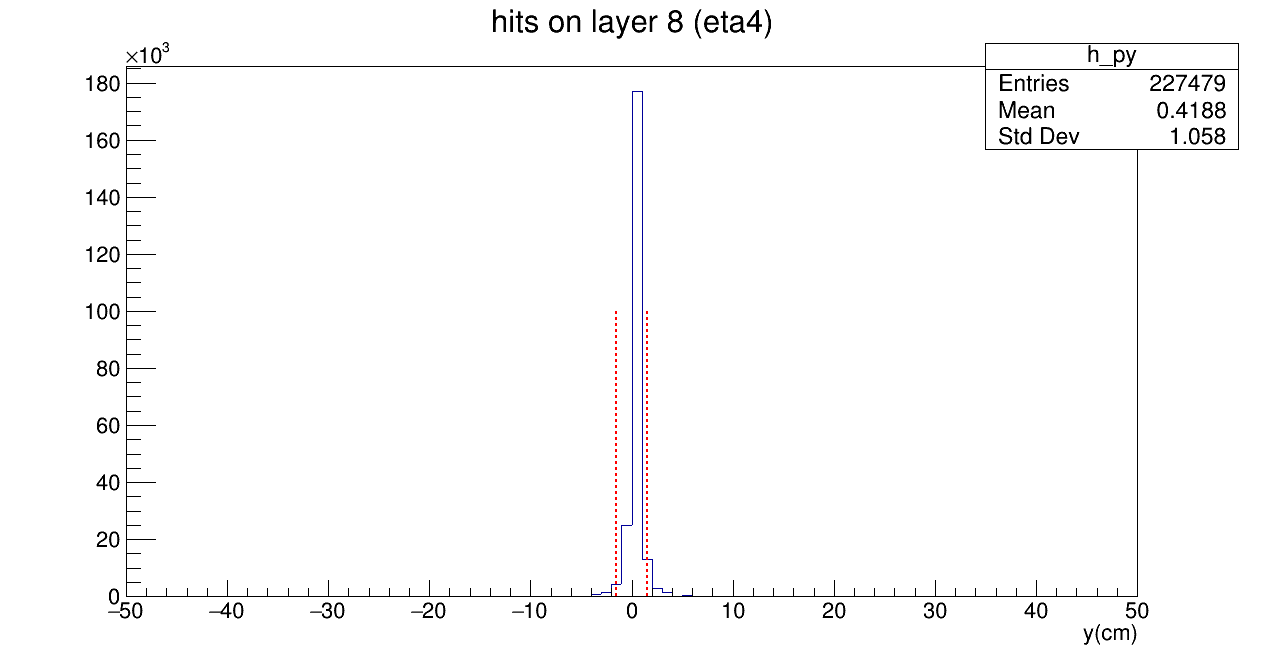 hits on layer 8 (eta4)
×10³
h_py
Entries 227479
Mean 0.4188
Std Dev 1.058
180
160
140
120
100
80
60
40
20
0
−50 −40 −30 −20 −10 0 10 20 30 40 50
y(cm)